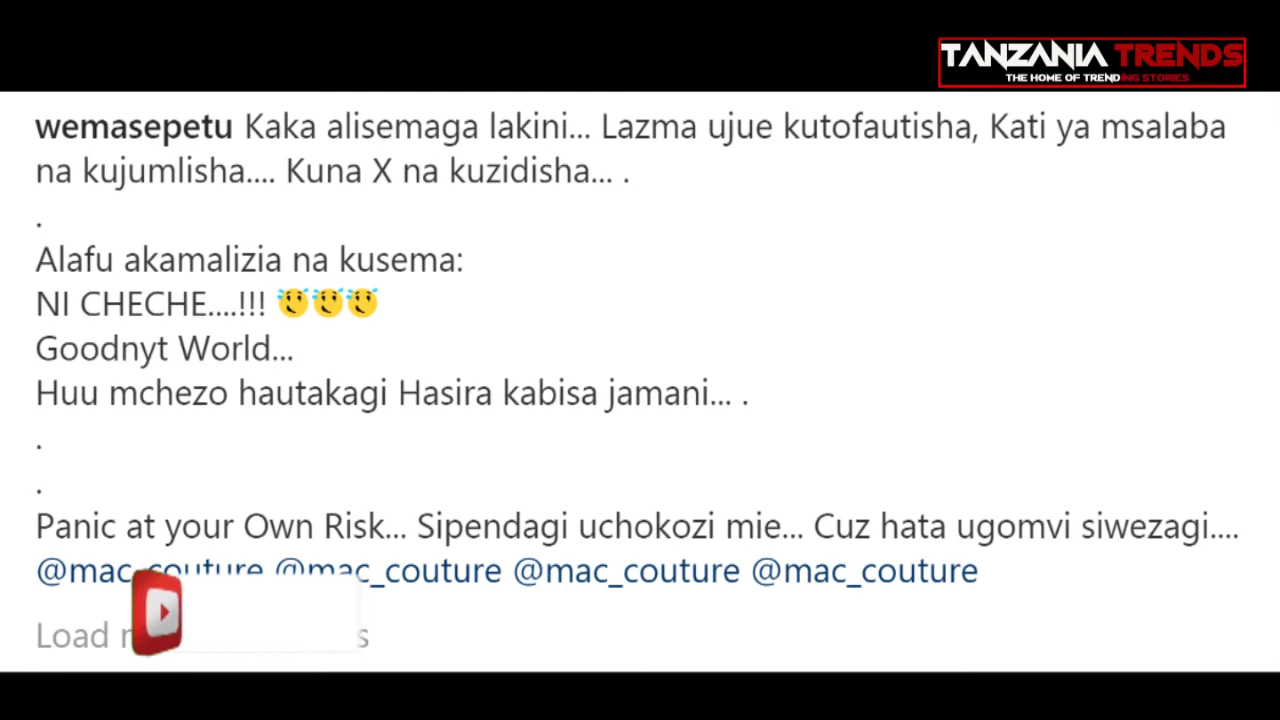 TANZANIA TRENDS
THE HOME OF TRENDING STORIES
wemasepetu Kaka alisemaga lakini... Lazma ujue kutofautisha, Kati ya msalaba
na kujumlisha.... Kuna X na kuzidisha... .
.
Alafu akamalizia na kusema:
NI CHECHE....!!! 😅😅😅
Goodnyt World...
Huu mchezo hautakagi Hasira kabisa jamani... .
.
.
Panic at your Own Risk... Sipendagi uchokozi mie... Cuz hata ugomvi siwezagi....
@mac_couture @mac_couture @mac_couture @mac_couture
Load